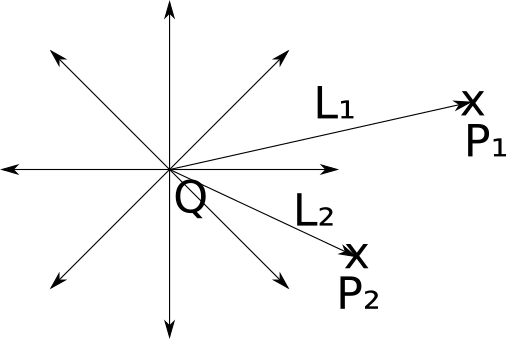 L₁
x
P₁
Q
L₂
x
P₂